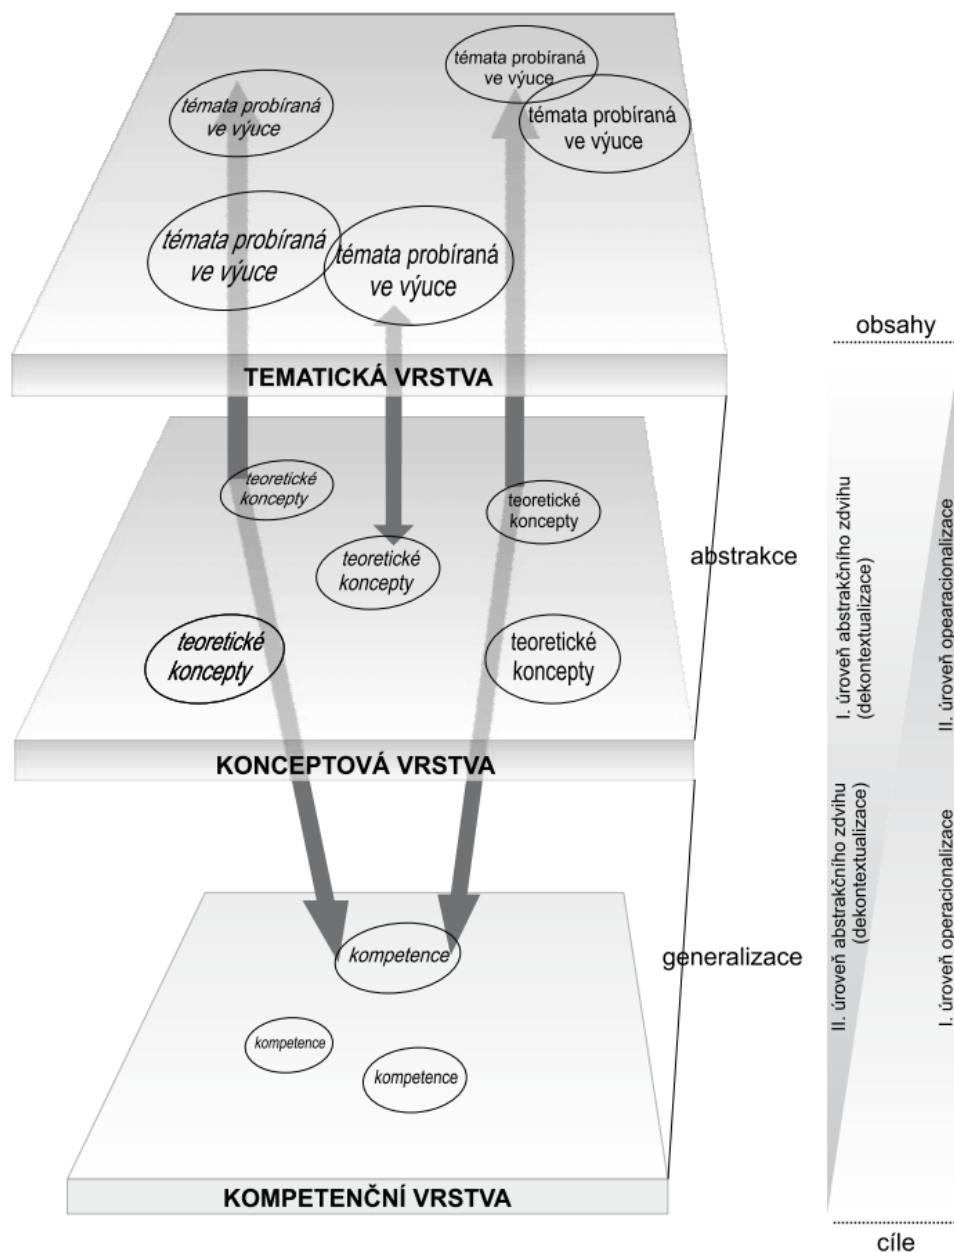 témata probíraná
ve výuce
témata probíraná
ve výuce
témata probíraná
ve výuce
témata probíraná
ve výuce
témata probíraná
ve výuce
TEMATICKÁ VRSTVA
teoretické
koncepty
teoretické
koncepty
teoretické
koncepty
teoretické
koncepty
teoretické
koncepty
KONCEPTOVÁ VRSTVA
kompetence
kompetence
kompetence
KOMPETENČNÍ VRSTVA
abstrakce
generalizace
obsahy
I. úroveň abstrakčního zdvihu
(dekontextualizace)
II. úroveň opearacionalizace
II. úroveň abstrakčního zdvihu
(dekontextualizace)
I. úroveň operacionalizace
cíle